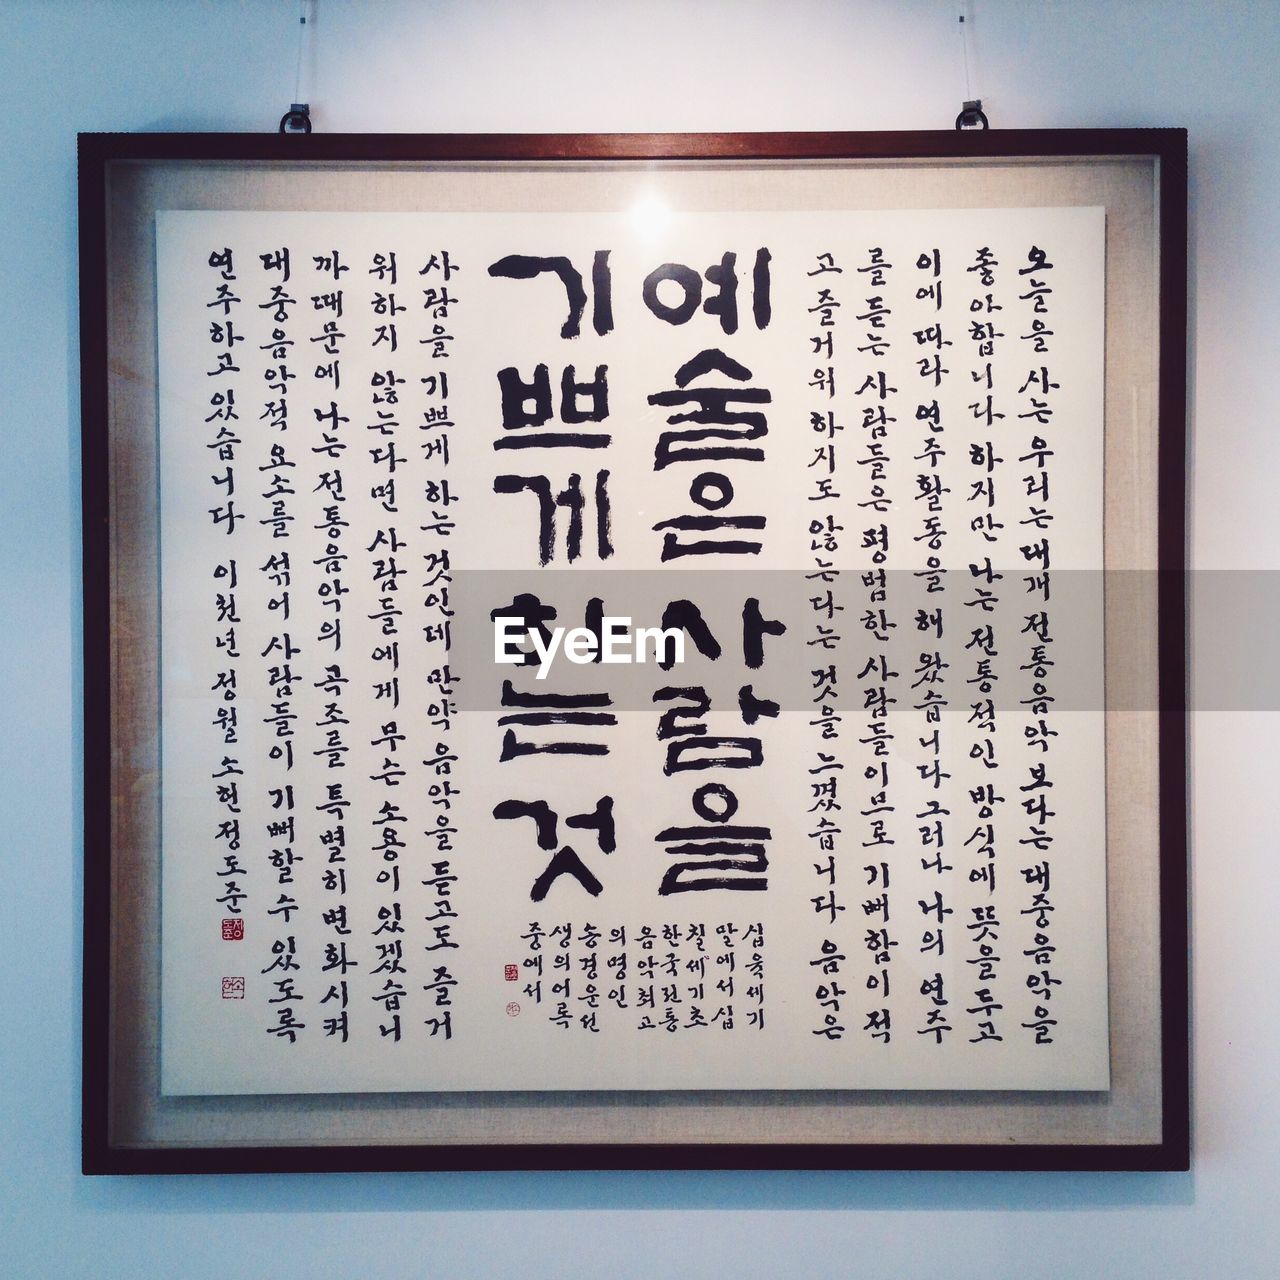 오늘을 사는 우리는 대개 전통음악 보다는 대중음악을
좋아합니다 하지만 나는 전통적인 방식에 뜻을 두고
이에 따라 연주활동을 해 왔습니다 그러나 나의 연주
를 듣는 사람들은 평범한 사람들이므로 기뻐함이 적
고 즐거워하지도 않는다는 것을 느꼈습니다 음악은
예술은 사람을
기쁘게 하는 것
십육세기
말에서 십
칠세기초
한국전통
음악최고
의 명인
송경운선
생의 어록
중에서
사람을 기쁘게 하는 것인데 만약 음악을 듣고도 즐거
워하지 않는다면 사람들에게 무슨 소용이 있겠습니
까 때문에 나는 전통음악의 곡조를 특별히 변화시켜
대중음악적 요소를 섞어 사람들이 기뻐할 수 있도록
연주하고 있습니다 이천년 정월 소헌 정도준
EyeEm